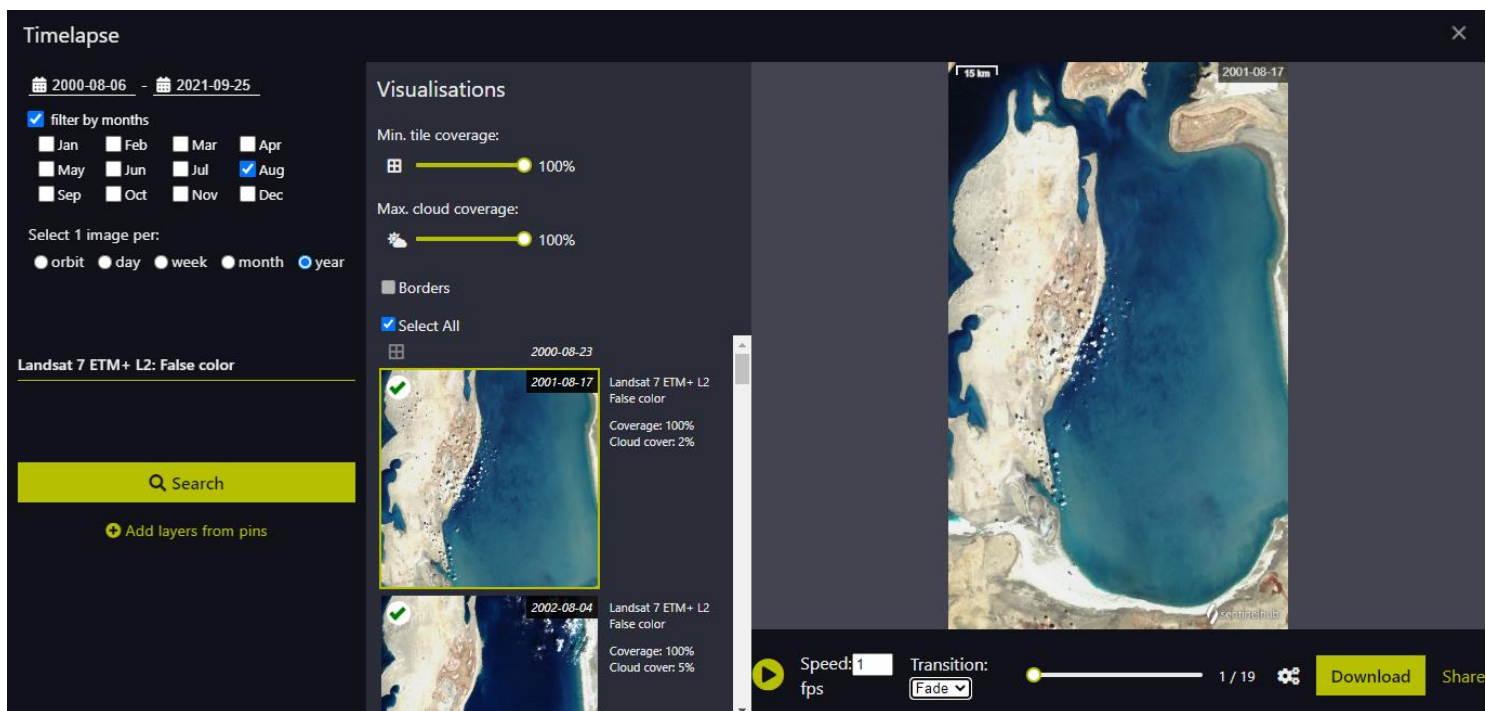 Timelapse
2000-08-06 - 2021-09-25
filter by months
Jan Feb Mar Apr
May Jun Jul Aug
Sep Oct Nov Dec
Select 1 image per:
orbit day week month year
Landsat 7 ETM+ L2: False color
Search
Add layers from pins
Visualisations
Min. tile coverage:
100%
Max. cloud coverage:
100%
Borders
Select All
2000-08-23
2001-08-17
Landsat 7 ETM+ L2
False color
Coverage: 100%
Cloud cover: 2%
2002-08-04
Landsat 7 ETM+ L2
False color
Coverage: 100%
Cloud cover: 5%
15 km
2001-08-17
sentinel hub
Speed: 1
fps
Transition:
Fade
1 / 19
Download
Share